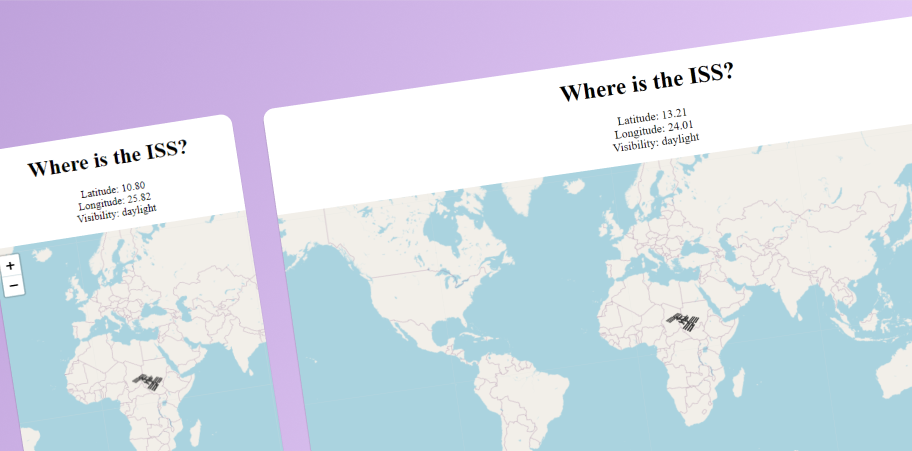 Where is the ISS?
Latitude: 10.80
Longitude: 25.82
Visibility: daylight
+
−
Where is the ISS?
Latitude: 13.21
Longitude: 24.01
Visibility: daylight